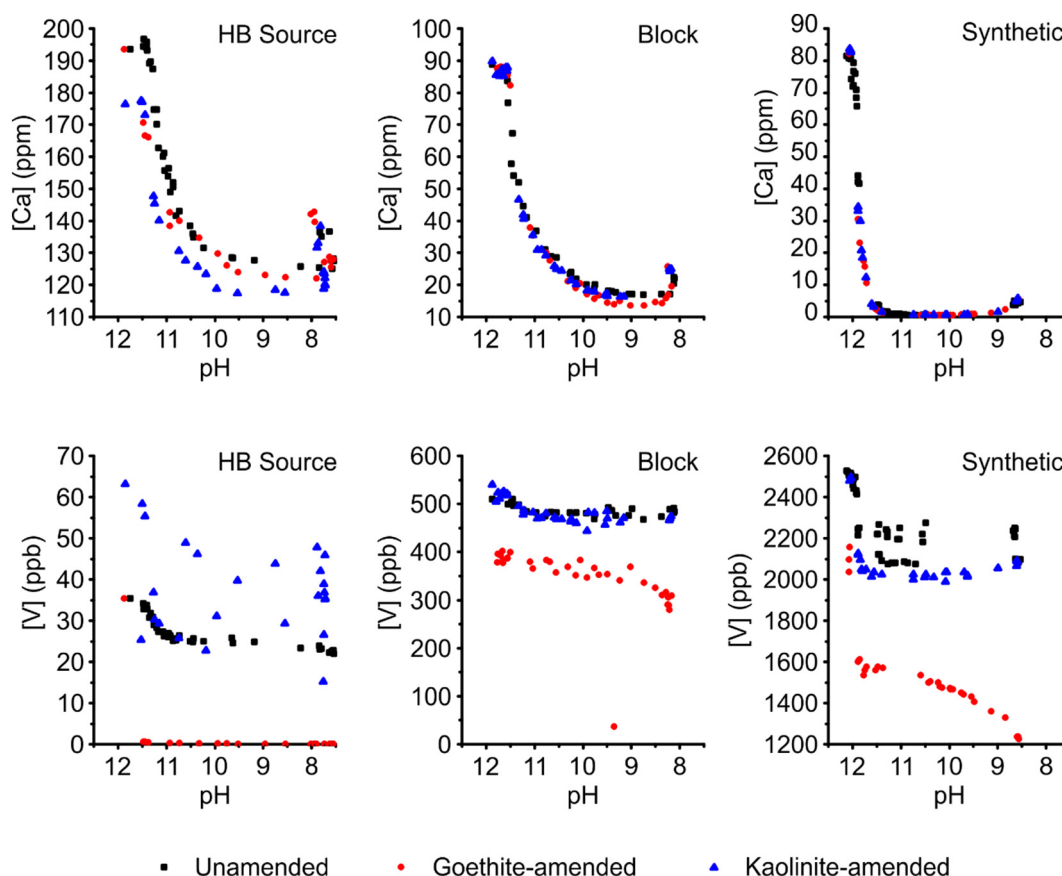 HB Source
Block
Synthetic
[Ca] (ppm)
200
190
180
170
160
150
140
130
120
110
12 11 10 9 8
pH
[Ca] (ppm)
100
90
80
70
60
50
40
30
20
10
12 11 10 9 8
pH
[Ca] (ppm)
90
80
70
60
50
40
30
20
10
0
12 11 10 9 8
pH
HB Source
Block
Synthetic
[V] (ppb)
70
60
50
40
30
20
10
0
12 11 10 9 8
pH
[V] (ppb)
600
500
400
300
200
100
0
12 11 10 9 8
pH
[V] (ppb)
2600
2400
2200
2000
1800
1600
1400
1200
12 11 10 9 8
pH
Unamended Goethite-amended Kaolinite-amended